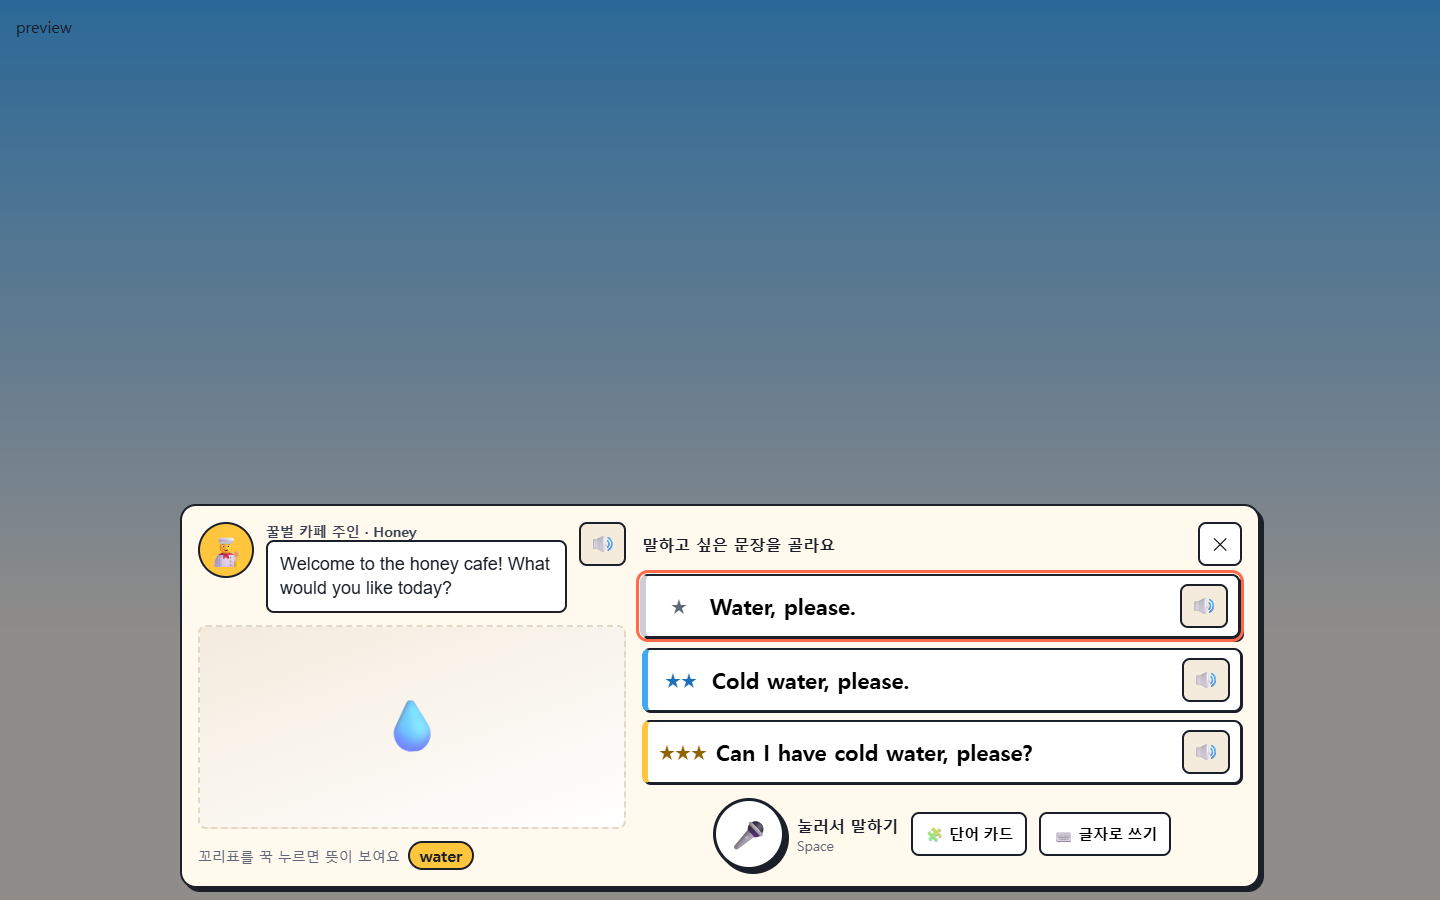 preview
꿀벌 카페 주인 · Honey
Welcome to the honey cafe! What
would you like today?
꼬리표를 꾹 누르면 뜻이 보여요
water
말하고 싶은 문장을 골라요
★ Water, please.
★★ Cold water, please.
★★★ Can I have cold water, please?
눌러서 말하기
Space
단어 카드
글자로 쓰기